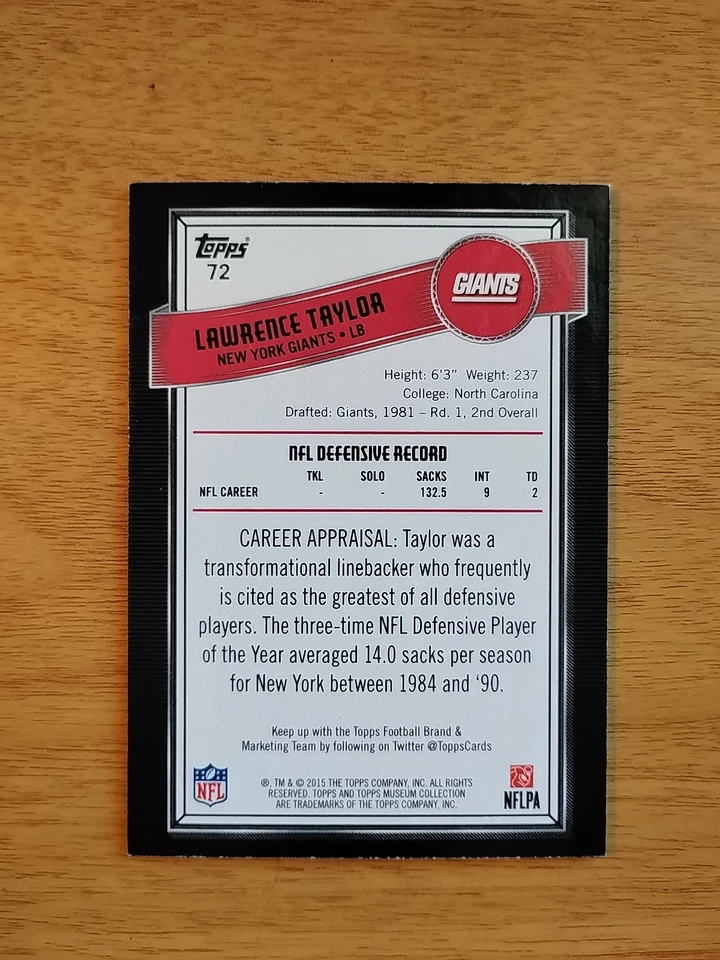 Topps®
72
GIANTS
LAWRENCE TAYLOR
NEW YORK GIANTS • LB
Height: 6'3" Weight: 237
College: North Carolina
Drafted: Giants, 1981 – Rd. 1, 2nd Overall
NFL DEFENSIVE RECORD
TKL SOLO SACKS INT TD
NFL CAREER - - 132.5 9 2
CAREER APPRAISAL: Taylor was a
transformational linebacker who frequently
is cited as the greatest of all defensive
players. The three-time NFL Defensive Player
of the Year averaged 14.0 sacks per season
for New York between 1984 and '90.
Keep up with the Topps Football Brand &
Marketing Team by following on Twitter @ToppsCards
®, TM & © 2015 THE TOPPS COMPANY, INC. ALL RIGHTS
RESERVED. TOPPS AND TOPPS MUSEUM COLLECTION
ARE TRADEMARKS OF THE TOPPS COMPANY, INC.
NFL
NFLPA